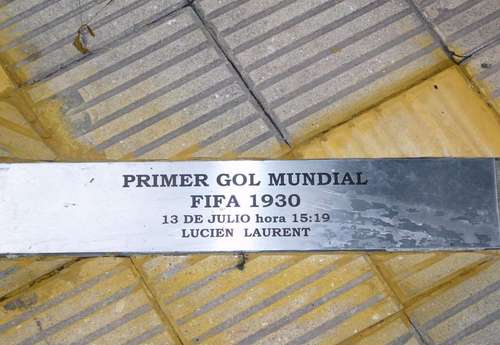 PRIMER GOL MUNDIAL
FIFA 1930
13 DE JULIO hora 15:19
LUCIEN LAURENT